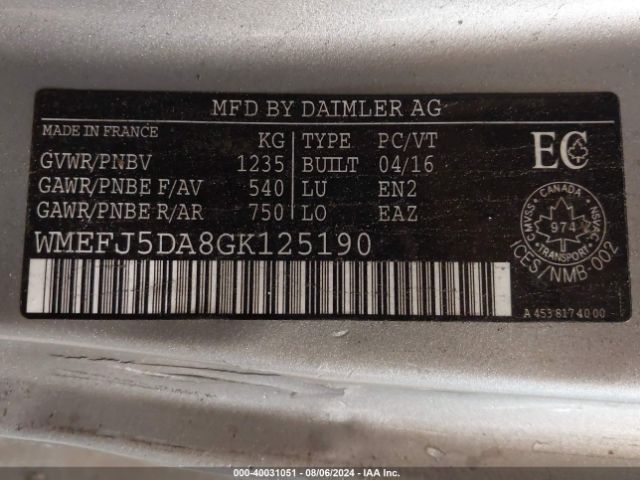 MFD BY DAIMLER AG
MADE IN FRANCE KG TYPE PC/VT
GVWR/PNBV 1235 BUILT 04/16
GAWR/PNBE F/AV 540 LU EN2
GAWR/PNBE R/AR 750 LO EAZ
EC
WMEFJ5DA8GK125190
CANADA
MVSS 974 NSVA
TRANSPORT
ICES/NMB-002
A 453 817 40 00
000-40031051 - 08/06/2024 - IAA Inc.